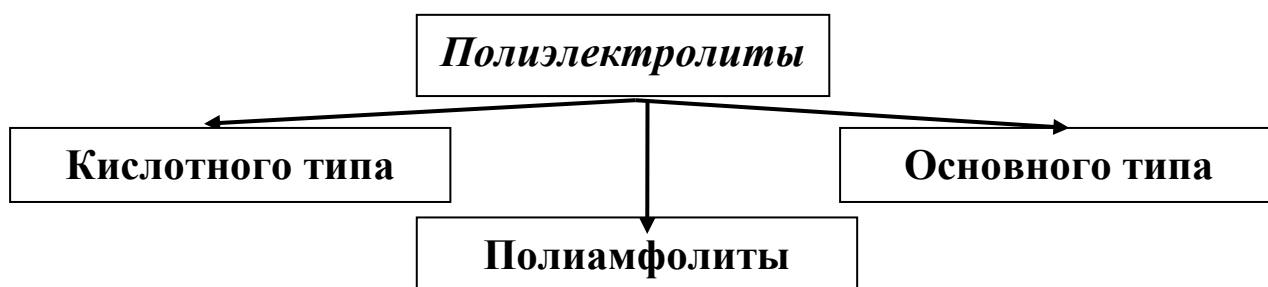 Полиэлектролиты
Кислотного типа
Основного типа
Полиамфолиты